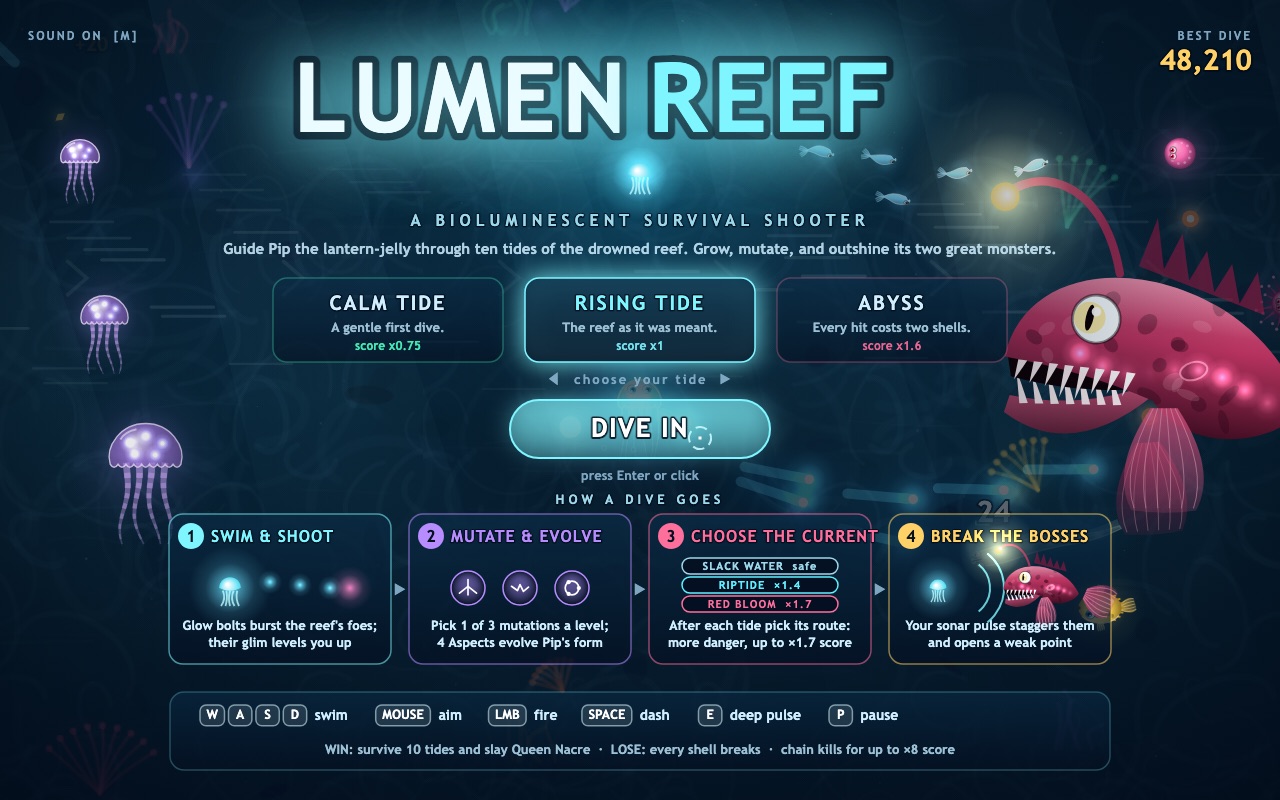 SOUND ON [M]
BEST DIVE
48,210
LUMEN REEF
A BIOLUMINESCENT SURVIVAL SHOOTER
Guide Pip the lantern-jelly through ten tides of the drowned reef. Grow, mutate, and outshine its two great monsters.
CALM TIDE
A gentle first dive.
score x0.75
RISING TIDE
The reef as it was meant.
score x1
ABYSS
Every hit costs two shells.
score x1.6
choose your tide
DIVE IN
press Enter or click
HOW A DIVE GOES
24
1 SWIM & SHOOT
Glow bolts burst the reef's foes;
their glim levels you up
2 MUTATE & EVOLVE
Pick 1 of 3 mutations a level;
4 Aspects evolve Pip's form
3 CHOOSE THE CURRENT
SLACK WATER safe
RIPTIDE ×1.4
RED BLOOM ×1.7
After each tide pick its route:
more danger, up to ×1.7 score
4 BREAK THE BOSSES
Your sonar pulse staggers them
and opens a weak point
W A S D swim MOUSE aim LMB fire SPACE dash E deep pulse P pause
WIN: survive 10 tides and slay Queen Nacre · LOSE: every shell breaks · chain kills for up to ×8 score